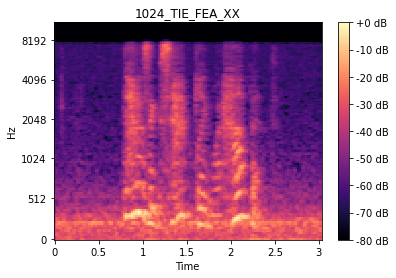 1024_TIE_FEA_XX
+0 dB
8192
-10 dB
-20 dB
4096
-30 dB
Hz
2048
-40 dB
1024
-50 dB
512
-60 dB
-70 dB
0
-80 dB
0 0.5 1 1.5 2 2.5 3
Time